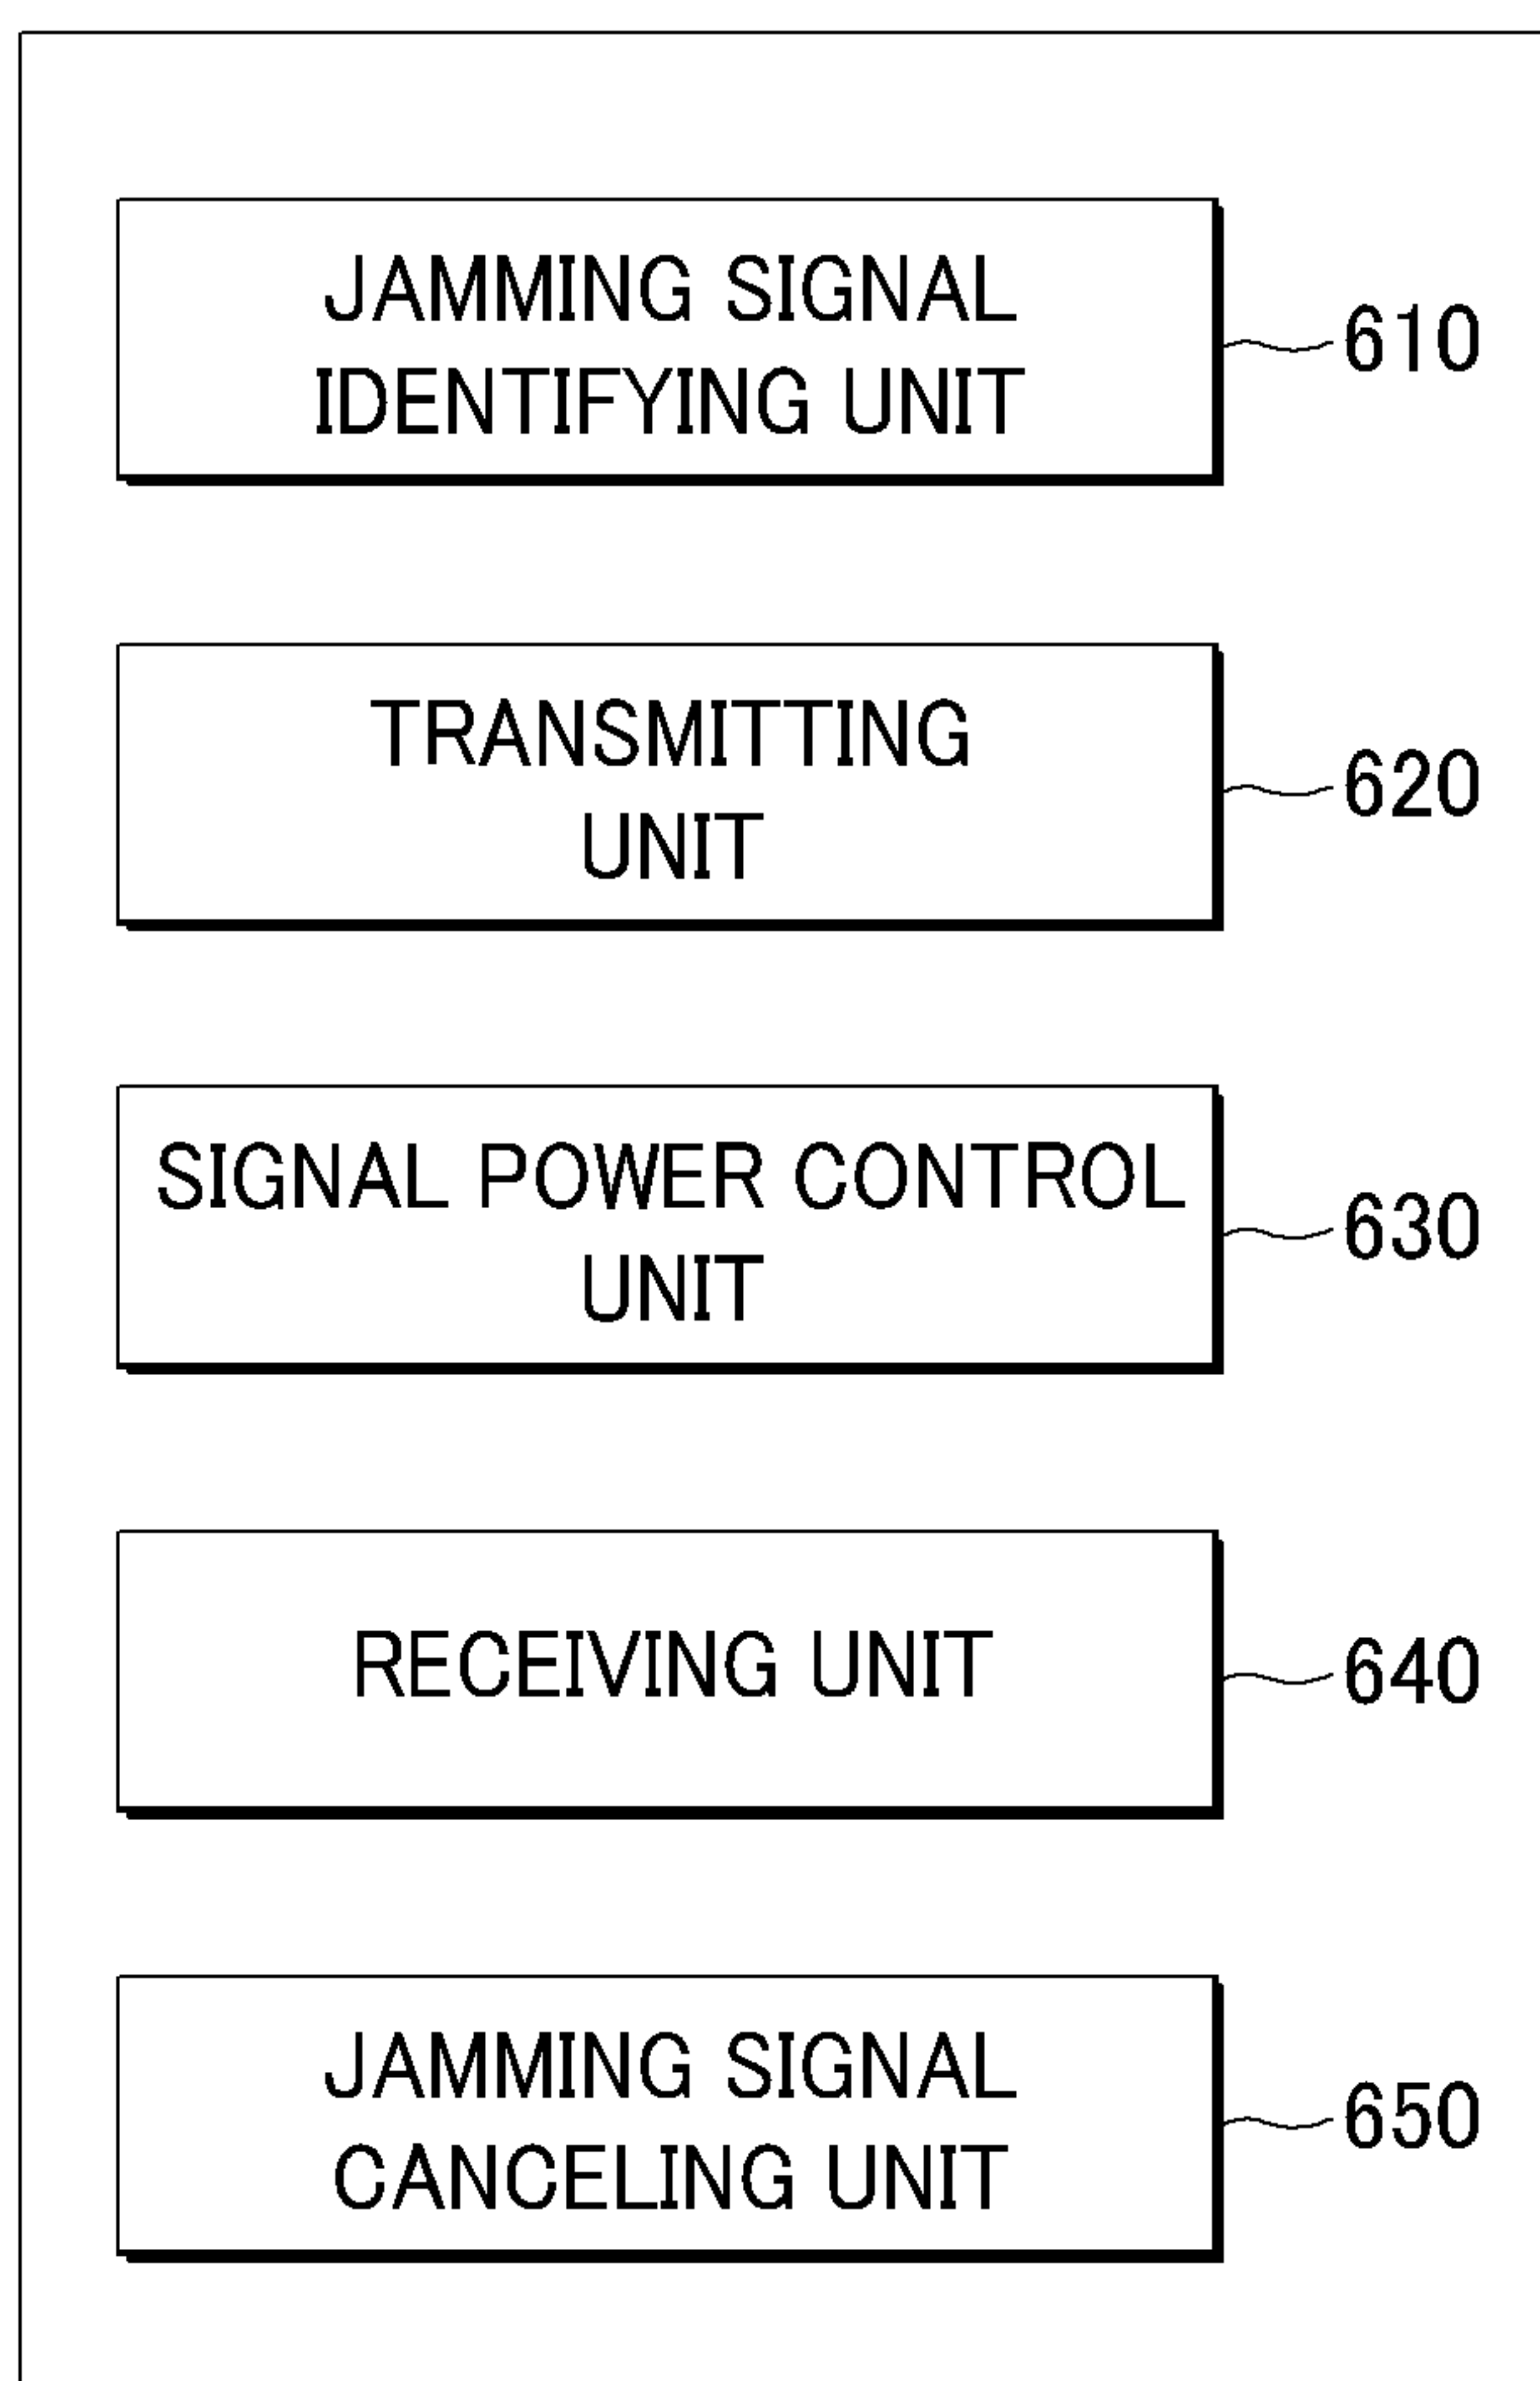 JAMMING SIGNAL
IDENTIFYING UNIT
610
TRANSMITTING
UNIT
620
SIGNAL POWER CONTROL
UNIT
630
RECEIVING UNIT
640
JAMMING SIGNAL
CANCELING UNIT
650